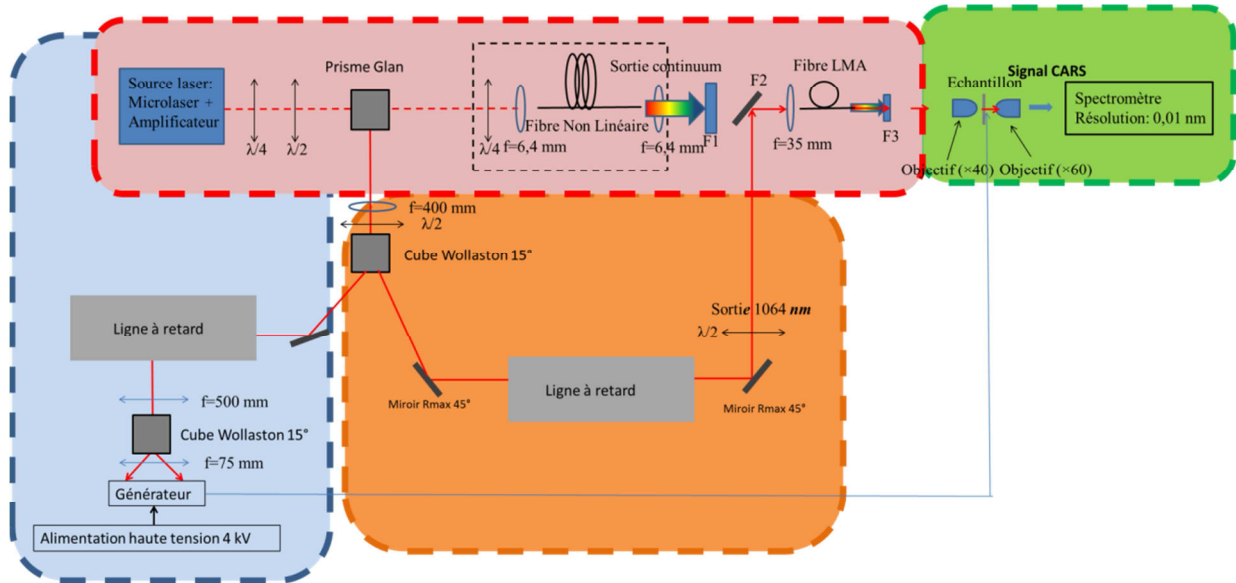 Source laser:
Microlaser +
Amplificateur
λ/4
λ/2
Prisme Glan
λ/4
f=6,4 mm
Fibre Non Linéaire
Sortie continuum
f=6,4 mm
F1
F2
f=35 mm
Fibre LMA
F3
Signal CARS
Echantillon
Objectif (×40)
Objectif (×60)
Spectromètre
Résolution: 0,01 nm
f=400 mm
λ/2
Cube Wollaston 15°
Ligne à retard
f=500 mm
Cube Wollaston 15°
f=75 mm
Générateur
Alimentation haute tension 4 kV
Miroir Rmax 45°
Ligne à retard
Sortie 1064 nm
λ/2
Miroir Rmax 45°